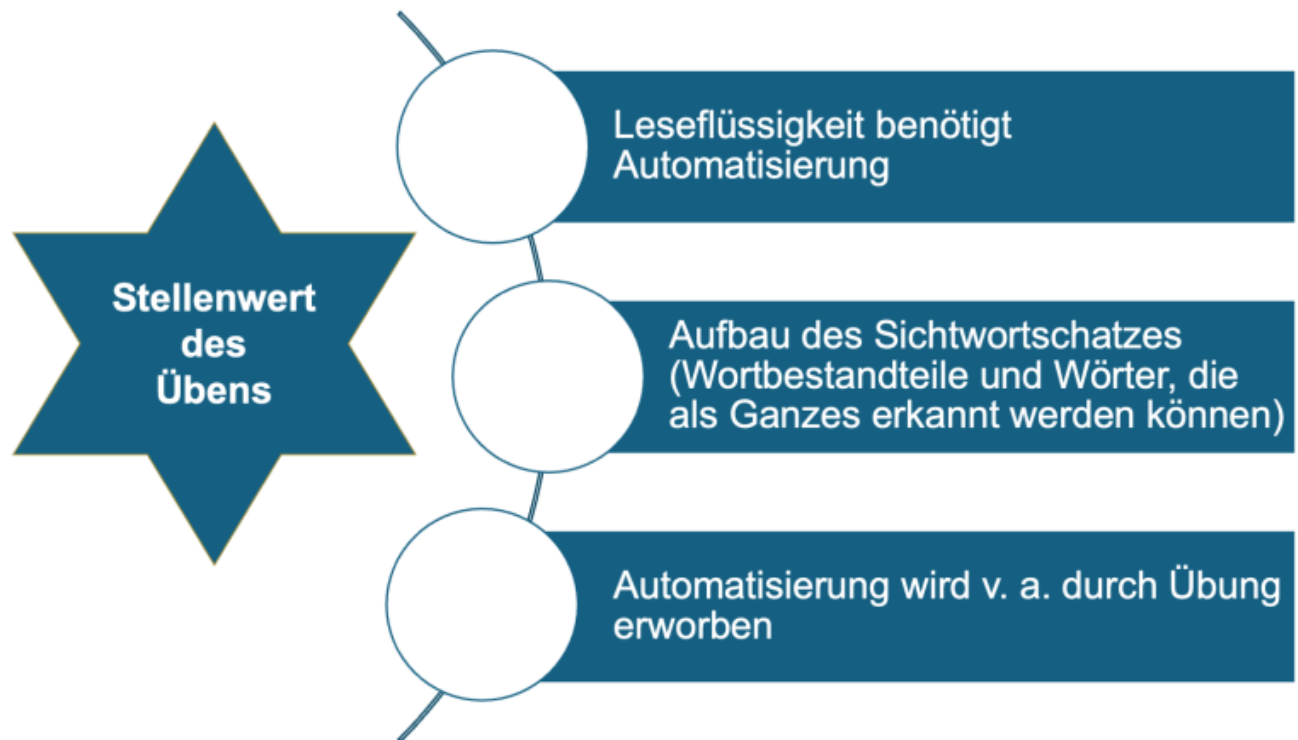 Stellenwert
des
Übens
Leseflüssigkeit benötigt
Automatisierung
Aufbau des Sichtwortschatzes
(Wortbestandteile und Wörter, die
als Ganzes erkannt werden können)
Automatisierung wird v. a. durch Übung
erworben